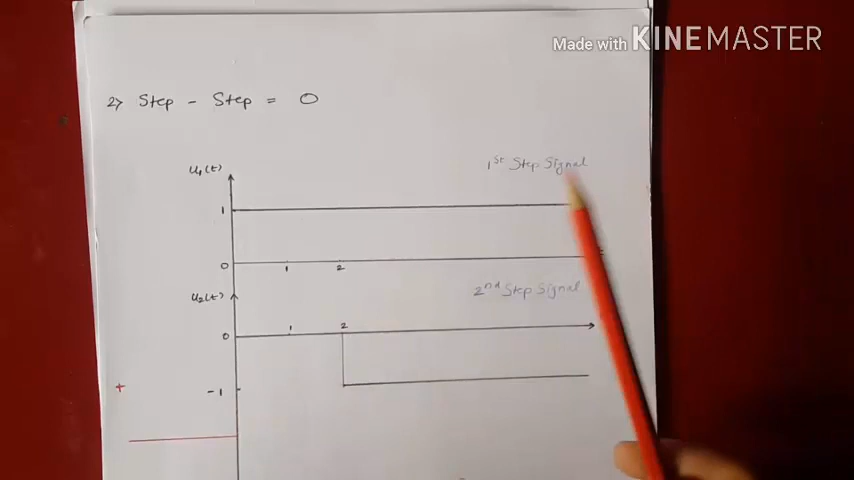 Made with KINEMASTER
2) Step - Step = 0
u₁(t)
1st Step Signal
1
0
1
2
u₂(t)
2nd Step Signal
1
2
0
+
-1